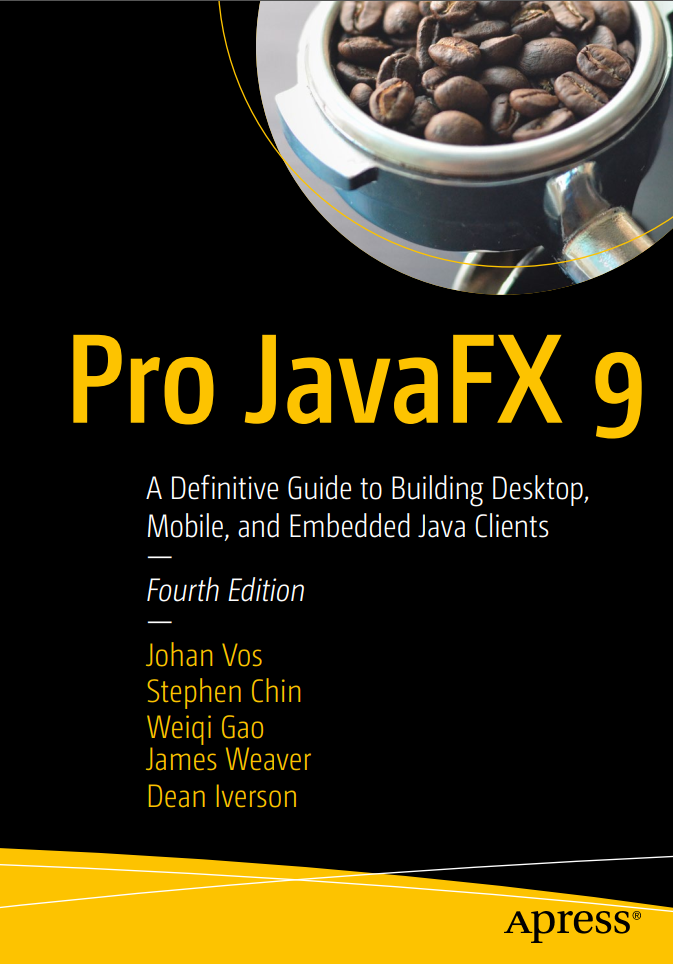 Pro JavaFX 9
A Definitive Guide to Building Desktop,
Mobile, and Embedded Java Clients
—
Fourth Edition
—
Johan Vos
Stephen Chin
Weiqi Gao
James Weaver
Dean Iverson
Apress®